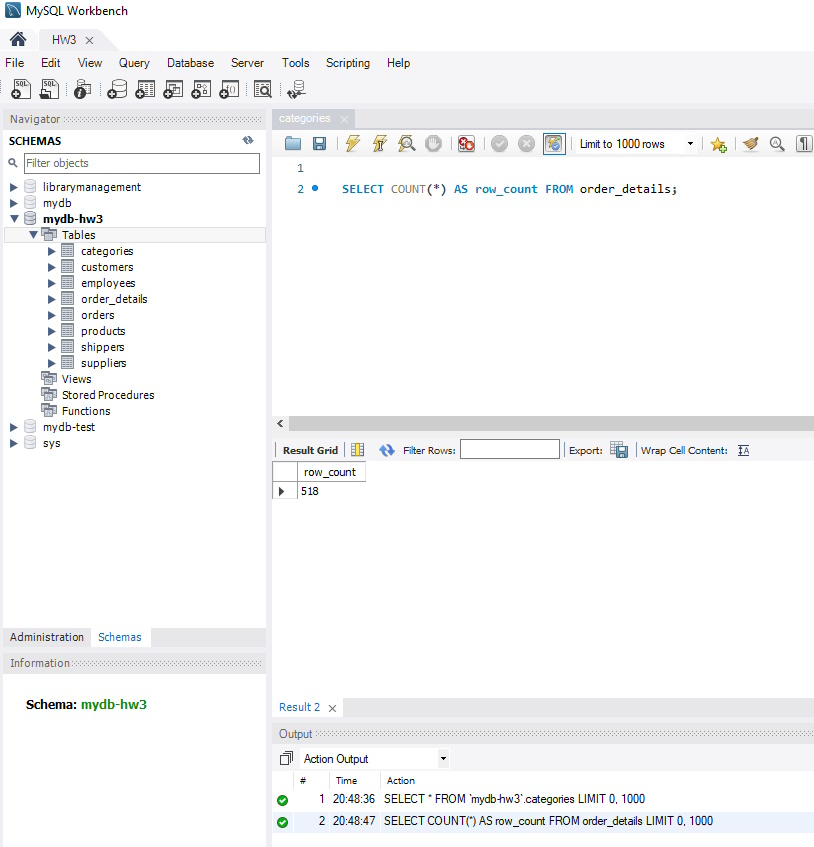 MySQL Workbench
HW3
File Edit View Query Database Server Tools Scripting Help
Navigator
SCHEMAS
Filter objects
librarymanagement
mydb
mydb-hw3
Tables
categories
customers
employees
order_details
orders
products
shippers
suppliers
Views
Stored Procedures
Functions
mydb-test
sys
Administration Schemas
Information
Schema: mydb-hw3
categories
Limit to 1000 rows
1
2 SELECT COUNT(*) AS row_count FROM order_details;
Result Grid Filter Rows: Export: Wrap Cell Content:
row_count
518
Result 2
Output
Action Output
# Time Action
1 20:48:36 SELECT * FROM `mydb-hw3`.categories LIMIT 0, 1000
2 20:48:47 SELECT COUNT(*) AS row_count FROM order_details LIMIT 0, 1000